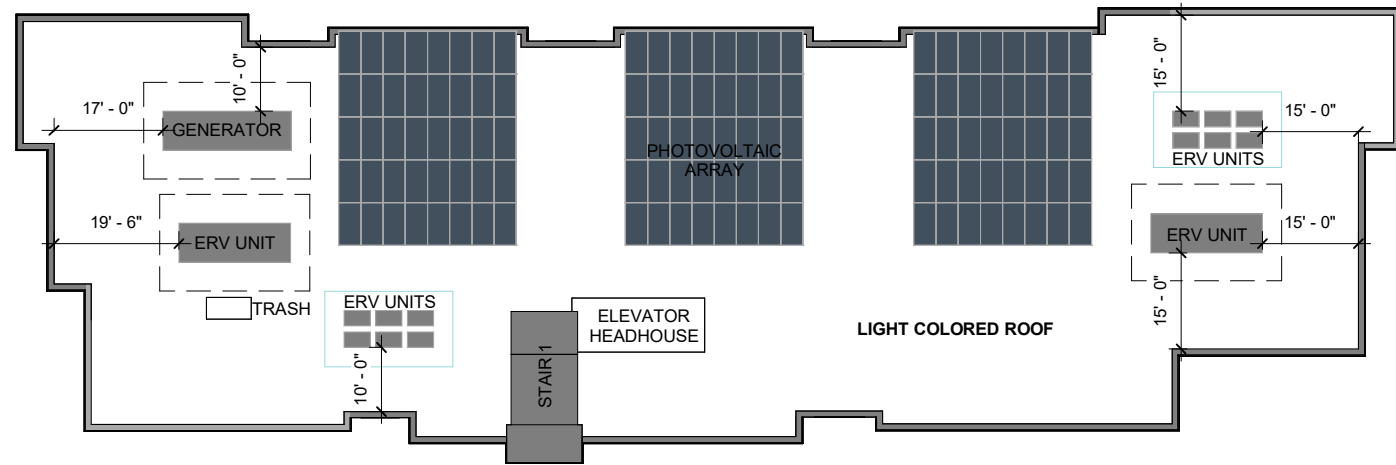 15' - 0"
10' - 0"
17' - 0"
GENERATOR
15' - 0"
ERV UNITS
PHOTOVOLTAIC
ARRAY
19' - 6"
ERV UNIT
ERV UNIT
15' - 0"
TRASH
ERV UNITS
15' - 0"
ELEVATOR
HEADHOUSE
LIGHT COLORED ROOF
STAIR 1
10' - 0"